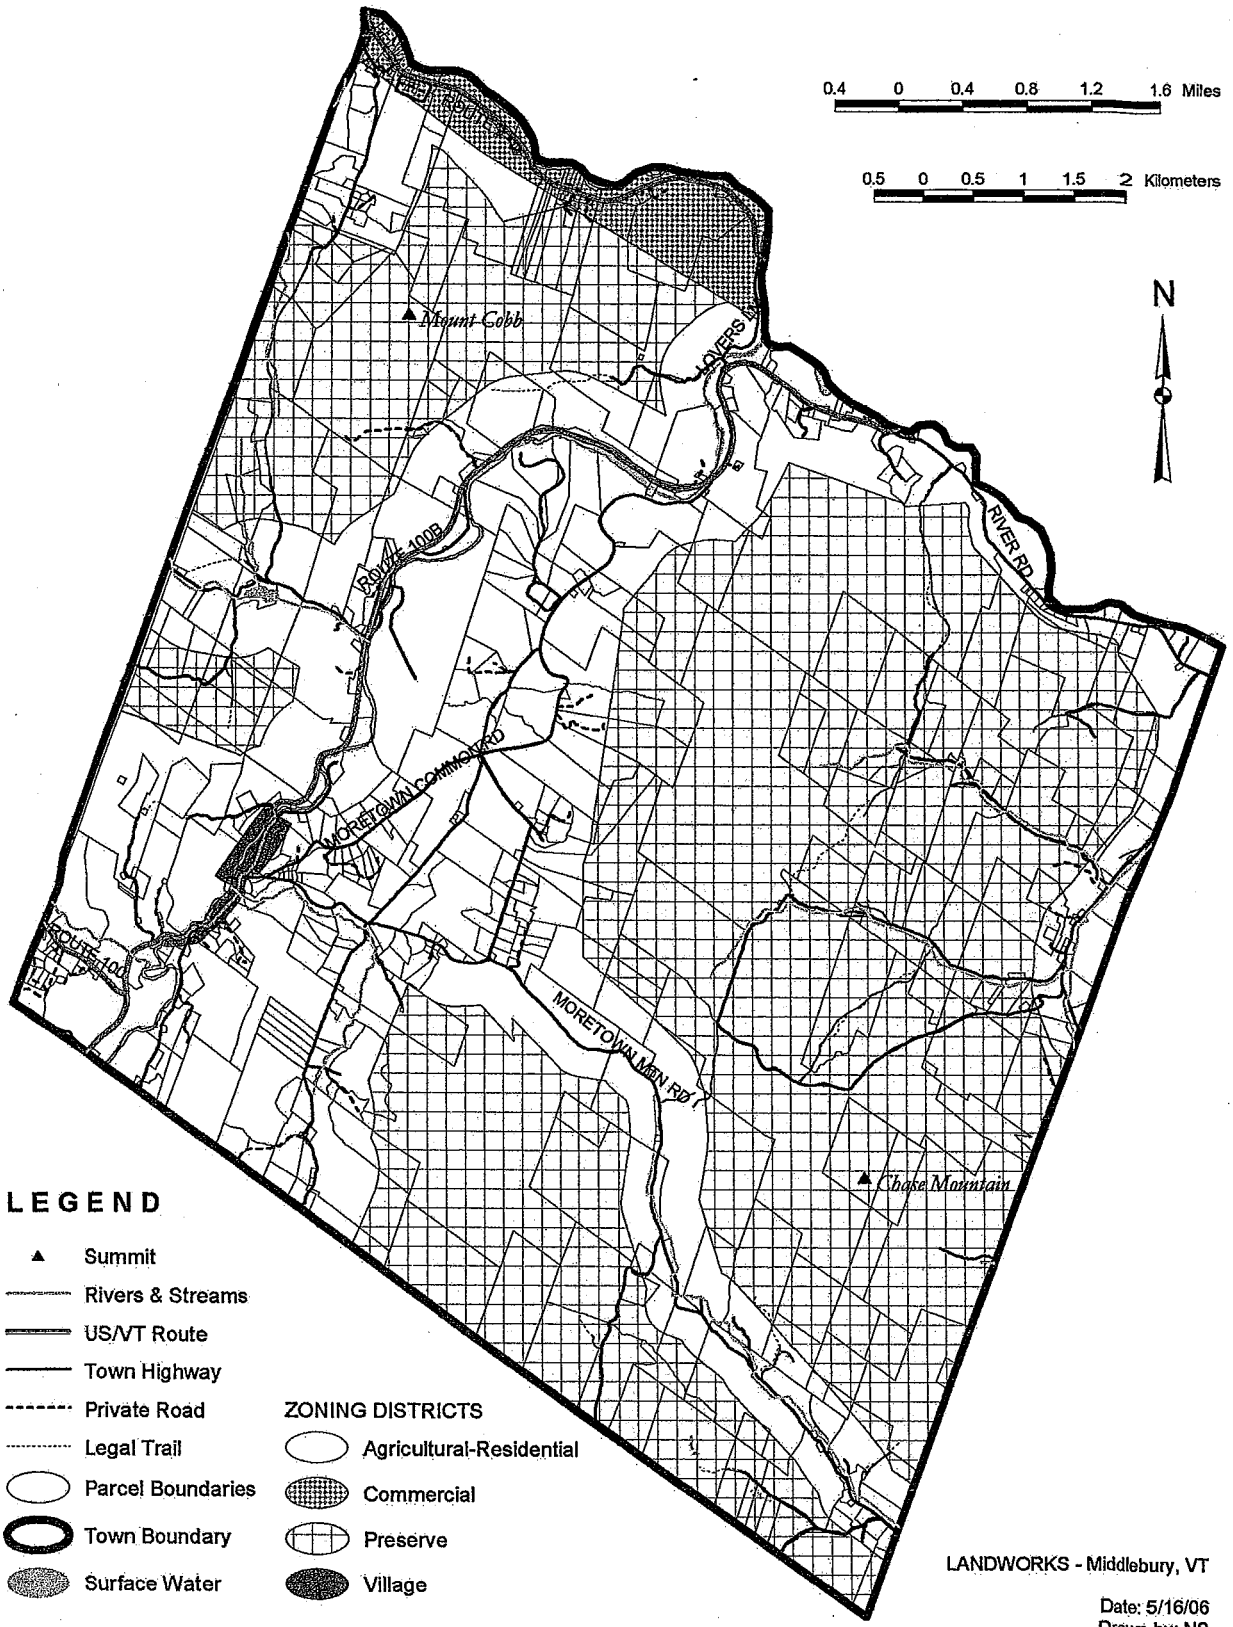 0.4 0 0.4 0.8 1.2 1.6 Miles
0.5 0 0.5 1 1.5 2 Kilometers
N
ROUTE
Mount Cobb
LOVERS LN
RIVER RD
ROUTE 100B
MORETOWN COMMON RD
ROUTE 100
MORETOWN MTN RD
Chase Mountain
LEGEND
Summit
Rivers & Streams
US/VT Route
Town Highway
Private Road
Legal Trail
Parcel Boundaries
Town Boundary
Surface Water
ZONING DISTRICTS
Agricultural-Residential
Commercial
Preserve
Village
LANDWORKS - Middlebury, VT
Date: 5/16/06